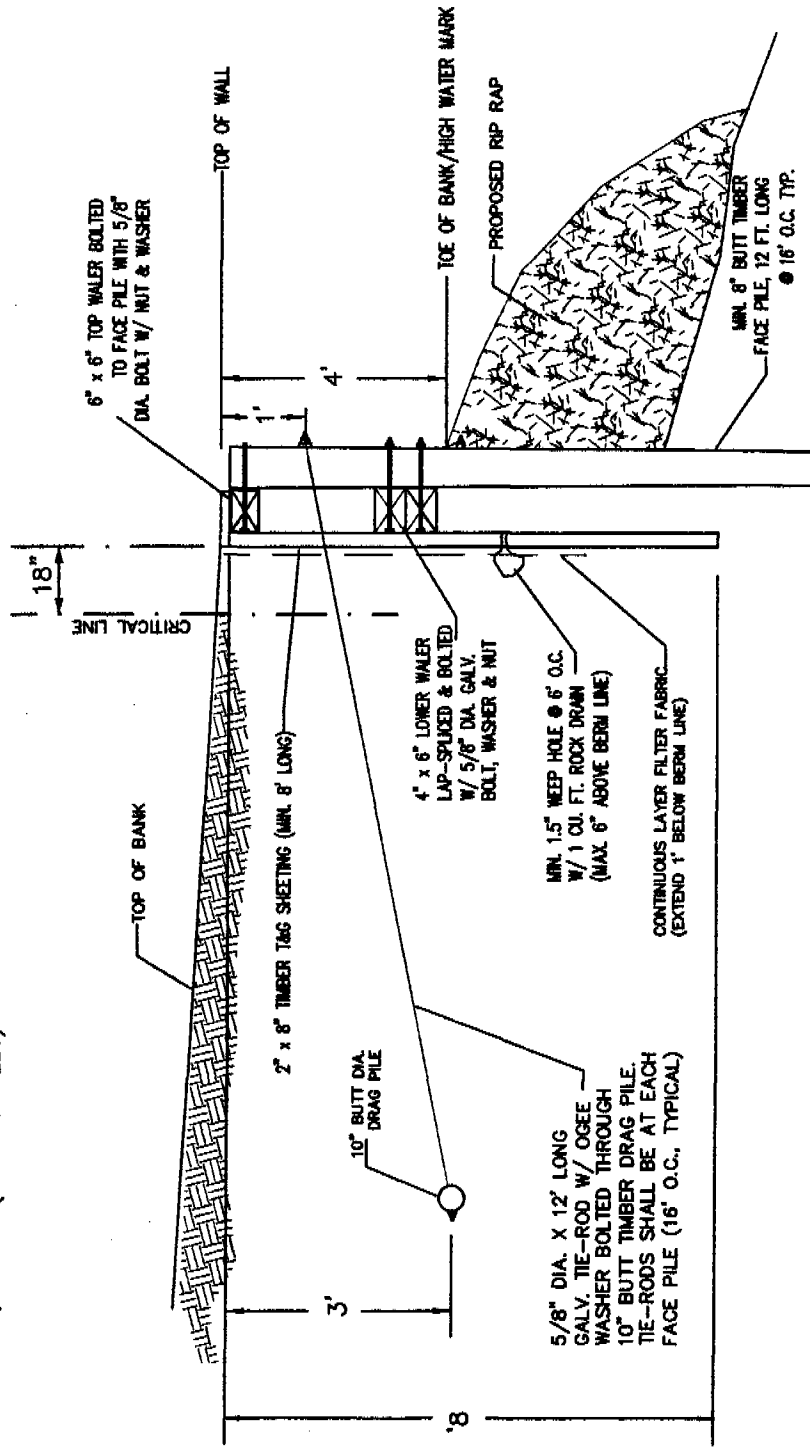 6" x 6" TOP WALER BOLTED
TO FACE PILE WITH 5/8"
DIA. BOLT W/ NUT & WASHER
TOP OF WALL
18"
CRITICAL LINE
TOP OF BANK
1'
4'
TOE OF BANK/HIGH WATER MARK
PROPOSED RIP RAP
2" x 8" TIMBER T&G SHEETING (MIN. 8' LONG)
4" x 6" LOWER WALER
LAP-SPLICED & BOLTED
W/ 5/8" DIA. GALV.
BOLT, WASHER & NUT
10" BUTT DIA.
DRAG PILE
3'
8'
MIN. 1.5" WEEP HOLE @ 6' O.C.
W/ 1 CU. FT. ROCK DRAIN
(MAX. 6" ABOVE BERM LINE)
CONTINUOUS LAYER FILTER FABRIC
(EXTEND 1' BELOW BERM LINE)
MIN. 8" BUTT TIMBER
FACE PILE, 12 FT. LONG
@ 16' O.C. TYP.
5/8" DIA. X 12' LONG
GALV. TIE-ROD W/ OGEE
WASHER BOLTED THROUGH
10" BUTT TIMBER DRAG PILE.
TIE-RODS SHALL BE AT EACH
FACE PILE (16' O.C., TYPICAL)